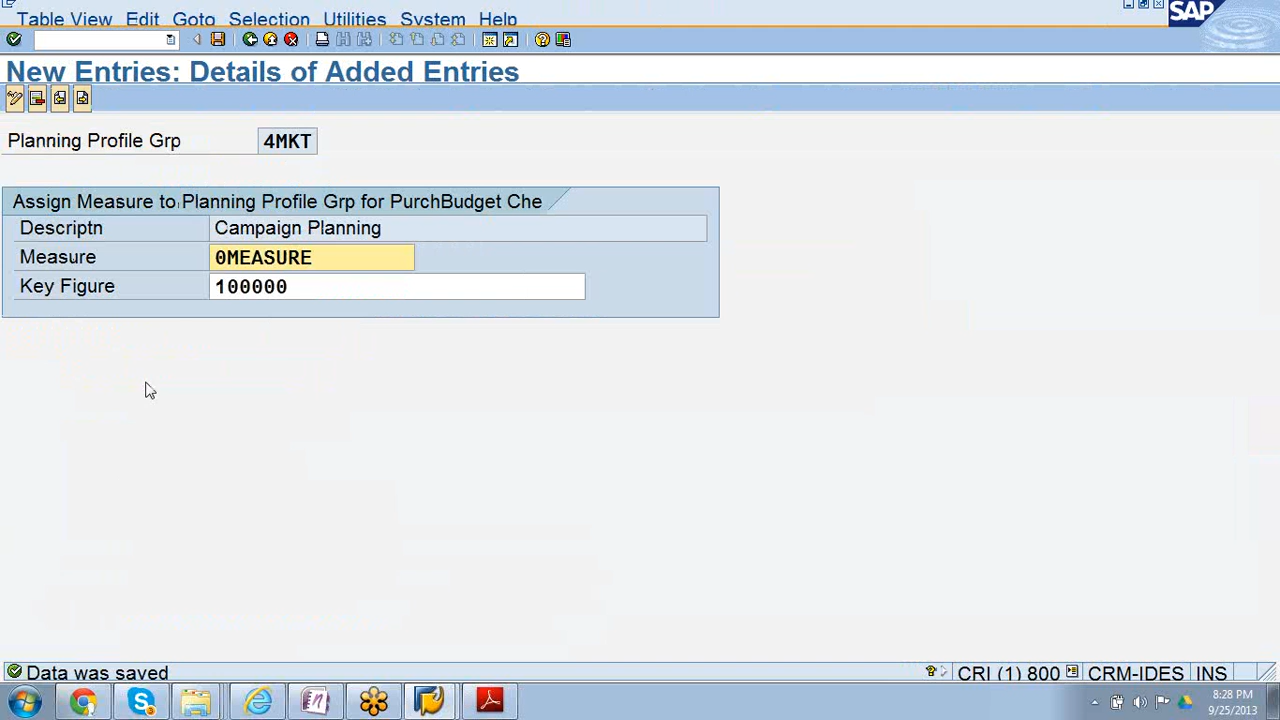 Table View Edit Goto Selection Utilities System Help
SAP
New Entries: Details of Added Entries
Planning Profile Grp 4MKT
Assign Measure to Planning Profile Grp for PurchBudget Che
Descriptn Campaign Planning
Measure 0MEASURE
Key Figure 100000
Data was saved CRI (1) 800 CRM-IDES INS
8:28 PM
9/25/2013